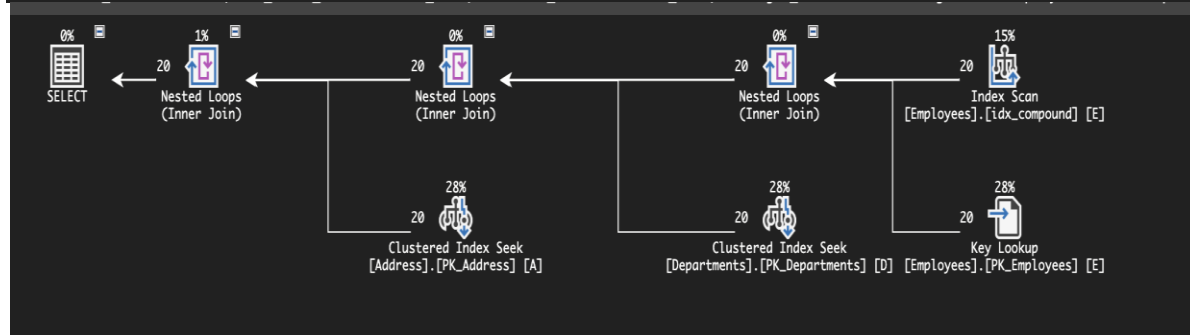 0%
1%
0%
0%
15%
20
20
20
20
SELECT
Nested Loops
(Inner Join)
Nested Loops
(Inner Join)
Nested Loops
(Inner Join)
Index Scan
[Employees].[idx_compound] [E]
28%
28%
28%
20
20
20
Clustered Index Seek
[Address].[PK_Address] [A]
Clustered Index Seek
[Departments].[PK_Departments] [D]
Key Lookup
[Employees].[PK_Employees] [E]